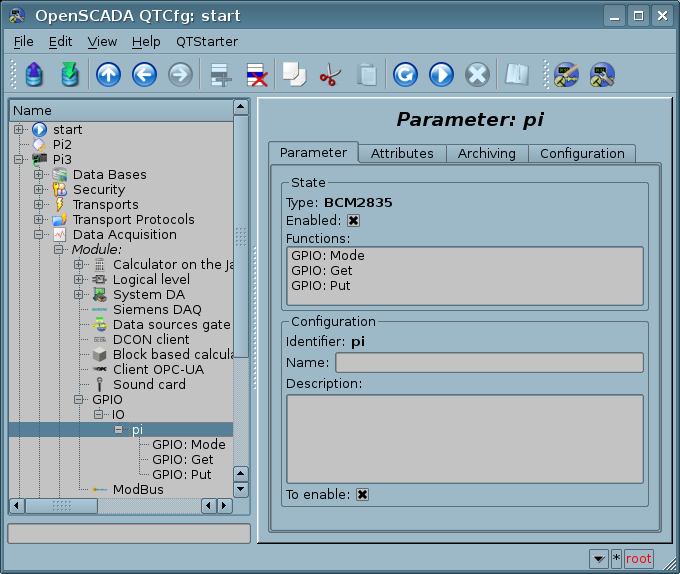 OpenSCADA QTCfg: start
File Edit View Help QTStarter
Name
start
Pi2
Pi3
Data Bases
Security
Transports
Transport Protocols
Data Acquisition
Module:
Calculator on the Ja
Logical level
System DA
Siemens DAQ
Data sources gate
DCON client
Block based calcula
Client OPC-UA
Sound card
GPIO
IO
pi
GPIO: Mode
GPIO: Get
GPIO: Put
ModBus
Parameter: pi
Parameter Attributes Archiving Configuration
State
Type: BCM2835
Enabled:
Functions:
GPIO: Mode
GPIO: Get
GPIO: Put
Configuration
Identifier: pi
Name:
Description:
To enable:
* root